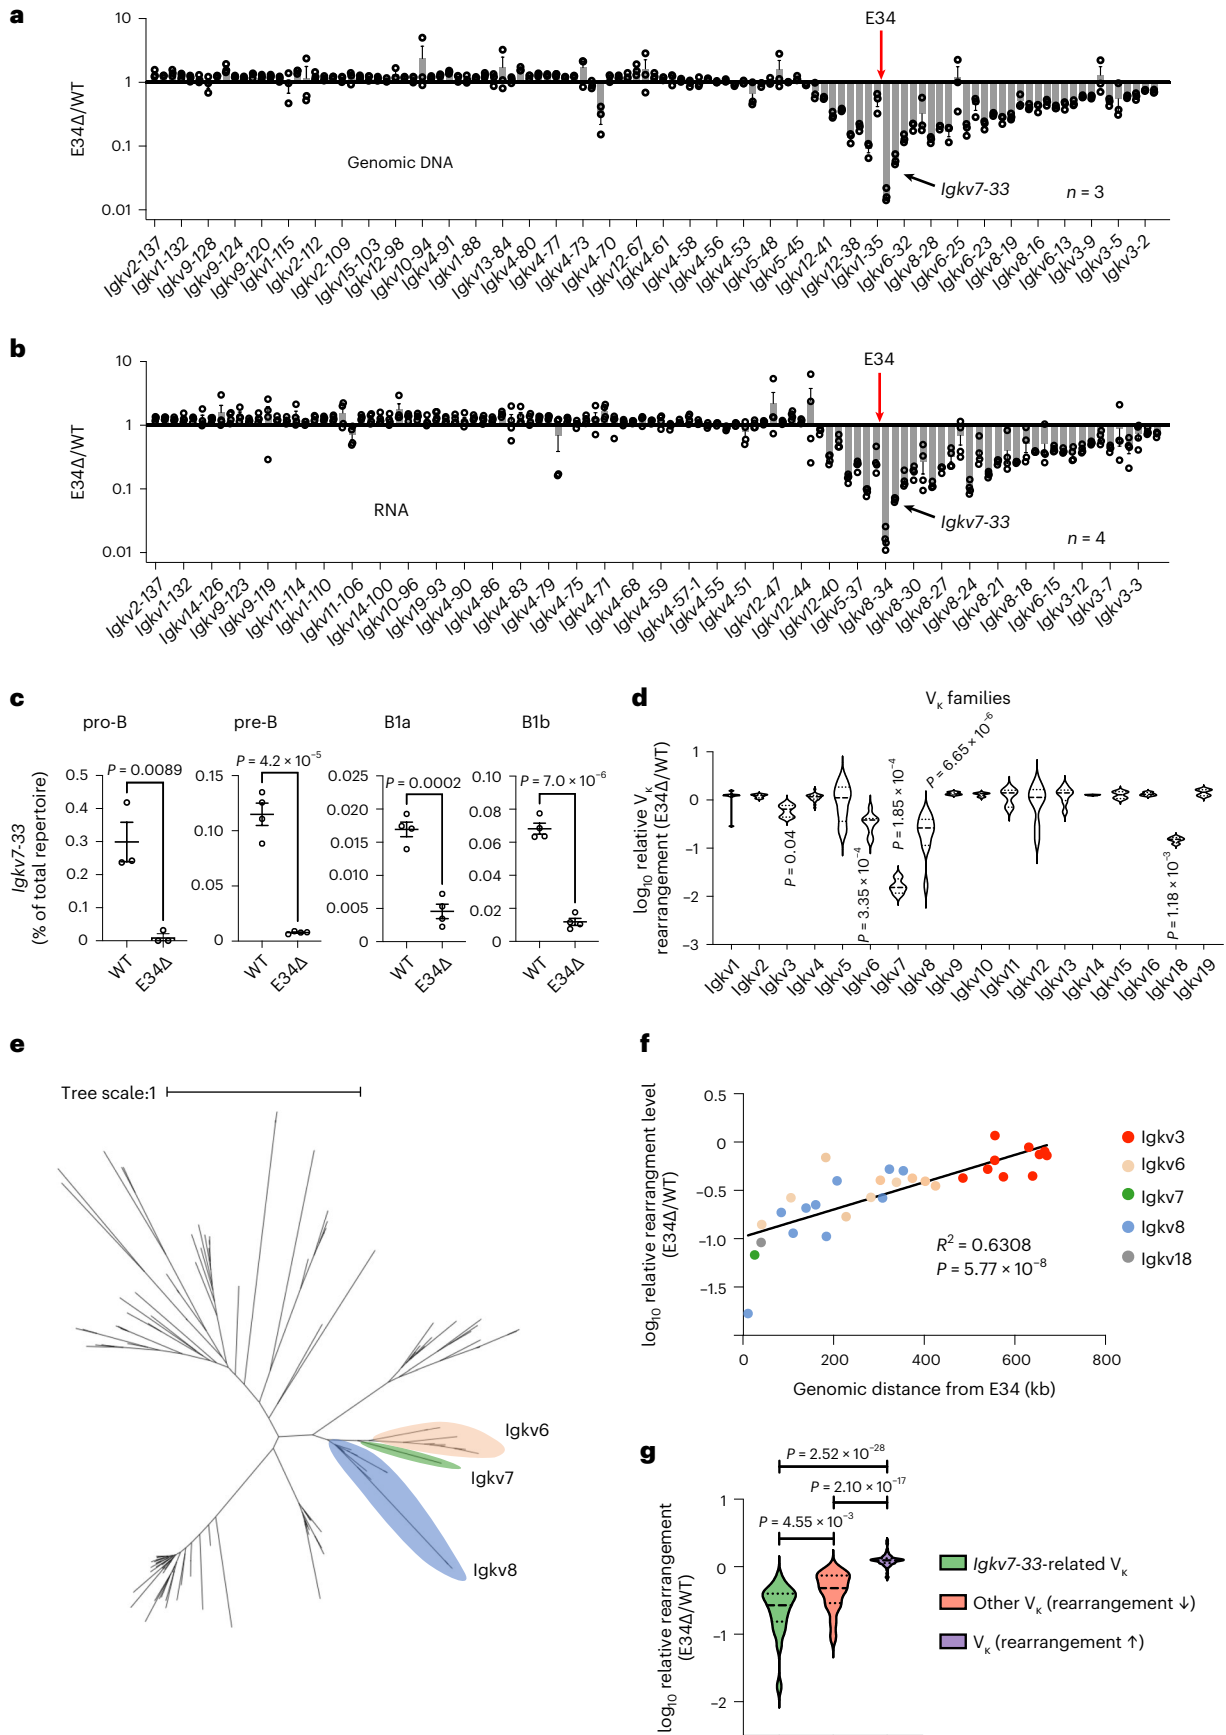 a
10
1
0.1
0.01
E34Δ/WT
E34
Genomic DNA
Igkv7-33
n = 3
Igkv2-137
Igkv1-132
Igkv9-128
Igkv9-124
Igkv9-120
Igkv1-115
Igkv2-112
Igkv2-109
Igkv15-103
Igkv12-98
Igkv10-94
Igkv4-91
Igkv1-88
Igkv13-84
Igkv4-80
Igkv4-77
Igkv4-73
Igkv4-70
Igkv12-67
Igkv4-61
Igkv4-58
Igkv4-56
Igkv4-53
Igkv5-48
Igkv5-45
Igkv12-41
Igkv12-38
Igkv1-35
Igkv6-32
Igkv8-28
Igkv6-25
Igkv6-23
Igkv8-19
Igkv8-16
Igkv6-13
Igkv3-9
Igkv3-5
Igkv3-2
b
10
1
0.1
0.01
E34Δ/WT
E34
RNA
Igkv7-33
n = 4
Igkv2-137
Igkv1-132
Igkv14-126
Igkv9-123
Igkv9-119
Igkv11-114
Igkv1-110
Igkv11-106
Igkv14-100
Igkv10-96
Igkv19-93
Igkv4-90
Igkv4-86
Igkv4-83
Igkv4-79
Igkv4-75
Igkv4-71
Igkv4-68
Igkv4-59
Igkv4-57-1
Igkv4-55
Igkv4-51
Igkv12-47
Igkv12-44
Igkv12-40
Igkv5-37
Igkv8-34
Igkv8-30
Igkv8-27
Igkv8-24
Igkv8-21
Igkv8-18
Igkv6-15
Igkv3-12
Igkv3-7
Igkv3-3
c
Igkv7-33
(% of total repertoire)
pro-B
P = 0.0089
0.5
0.4
0.3
0.2
0.1
0
WT
E34Δ
pre-B
P = 4.2 × 10⁻⁵
0.15
0.10
0.05
0
WT
E34Δ
B1a
P = 0.0002
0.025
0.020
0.015
0.010
0.005
0
WT
E34Δ
B1b
P = 7.0 × 10⁻⁶
0.10
0.08
0.06
0.04
0.02
0
WT
E34Δ
d
Vκ families
log₁₀ relative Vκ
rearrangement (E34Δ/WT)
1
0
−1
−2
−3
P = 0.04
P = 3.35 × 10⁻⁴
P = 1.85 × 10⁻⁴
P = 6.65 × 10⁻⁶
P = 1.18 × 10⁻³
Igkv1
Igkv2
Igkv3
Igkv4
Igkv5
Igkv6
Igkv7
Igkv8
Igkv9
Igkv10
Igkv11
Igkv12
Igkv13
Igkv14
Igkv15
Igkv16
Igkv18
Igkv19
e
Tree scale:1
Igkv6
Igkv7
Igkv8
f
log₁₀ relative rearrangment level
(E34Δ/WT)
0.5
0
−0.5
−1.0
−1.5
R² = 0.6308
P = 5.77 × 10⁻⁸
0
200
400
600
800
Genomic distance from E34 (kb)
Igkv3
Igkv6
Igkv7
Igkv8
Igkv18
g
log₁₀ relative rearrangement
(E34Δ/WT)
P = 2.52 × 10⁻²⁸
P = 2.10 × 10⁻¹⁷
P = 4.55 × 10⁻³
1
0
−1
−2
Igkv7-33-related Vκ
Other Vκ (rearrangement ↓)
Vκ (rearrangement ↑)